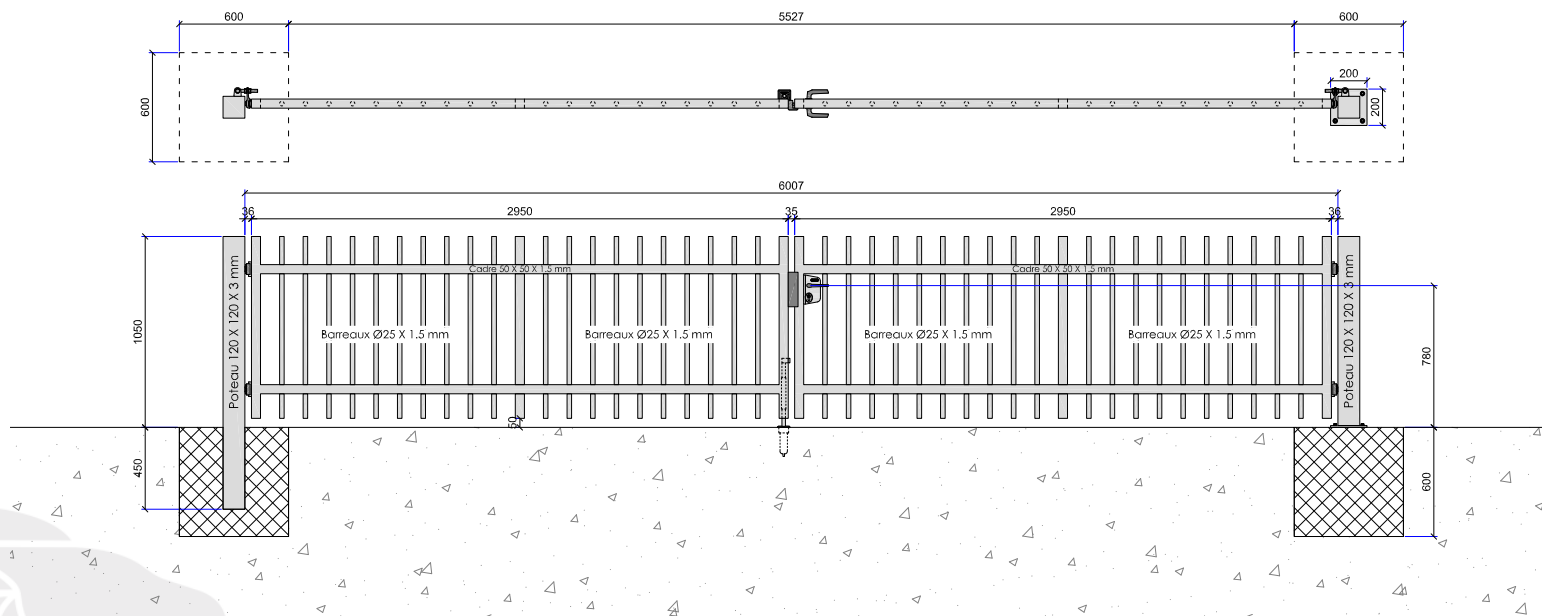 600
5527
600
600
200
200
6007
36
2950
35
2950
36
Cadre 50 X 50 X 1.5 mm
Cadre 50 X 50 X 1.5 mm
1050
Poteau 120 X 120 X 3 mm
Barreaux Ø25 X 1.5 mm
Barreaux Ø25 X 1.5 mm
Barreaux Ø25 X 1.5 mm
Barreaux Ø25 X 1.5 mm
Poteau 120 X 120 X 3 mm
780
50
450
600